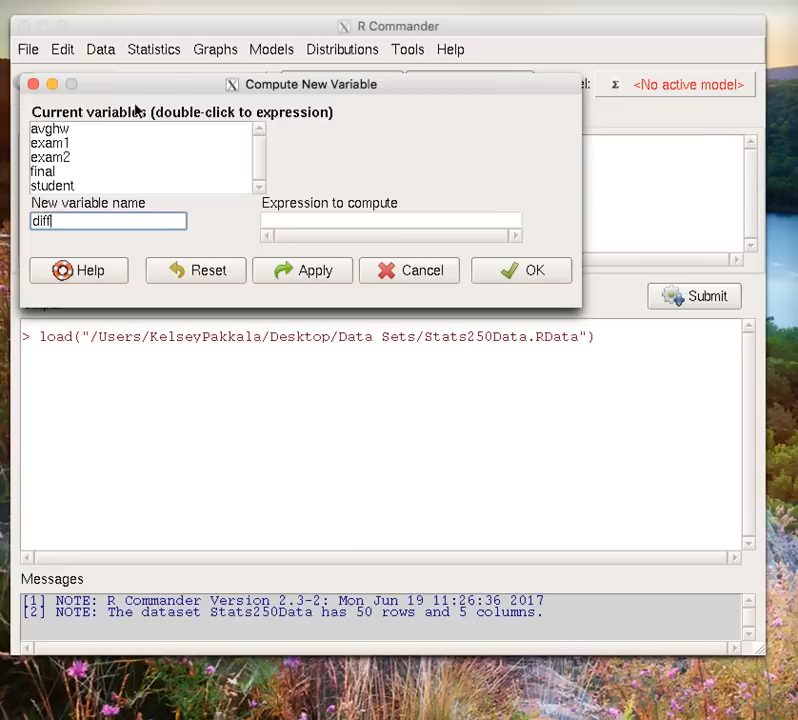 R Commander
File Edit Data Statistics Graphs Models Distributions Tools Help
Compute New Variable
el: Σ <No active model>
Current variables (double-click to expression)
avghw
exam1
exam2
final
student
New variable name Expression to compute
diff
Help Reset Apply Cancel OK
Submit
> load("/Users/KelseyPakkala/Desktop/Data Sets/Stats250Data.RData")
Messages
[1] NOTE: R Commander Version 2.3-2: Mon Jun 19 11:26:36 2017
[2] NOTE: The dataset Stats250Data has 50 rows and 5 columns.